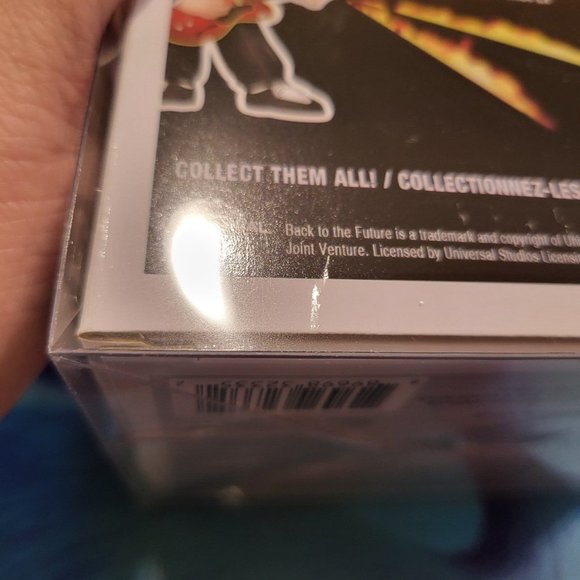 COLLECT THEM ALL! / COLLECTIONNEZ-LES
Back to the Future is a trademark and copyright of
Joint Venture. Licensed by Universal Studios